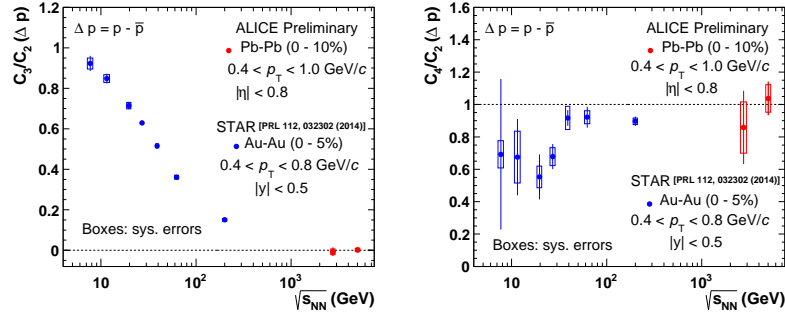 C3/C2 (Δ p)
1.6
1.4
1.2
1
0.8
0.6
0.4
0.2
0
Δ p = p - p̅
ALICE Preliminary
Pb-Pb (0 - 10%)
0.4 < pT < 1.0 GeV/c
|η| < 0.8
STAR [PRL 112, 032302 (2014)]
Au-Au (0 - 5%)
0.4 < pT < 0.8 GeV/c
|y| < 0.5
Boxes: sys. errors
10 10² 10³
√sNN (GeV)
C4/C2 (Δ p)
1.6
1.4
1.2
1
0.8
0.6
0.4
0.2
0
Δ p = p - p̅
ALICE Preliminary
Pb-Pb (0 - 10%)
0.4 < pT < 1.0 GeV/c
|η| < 0.8
STAR [PRL 112, 032302 (2014)]
Au-Au (0 - 5%)
0.4 < pT < 0.8 GeV/c
|y| < 0.5
Boxes: sys. errors
10 10² 10³
√sNN (GeV)